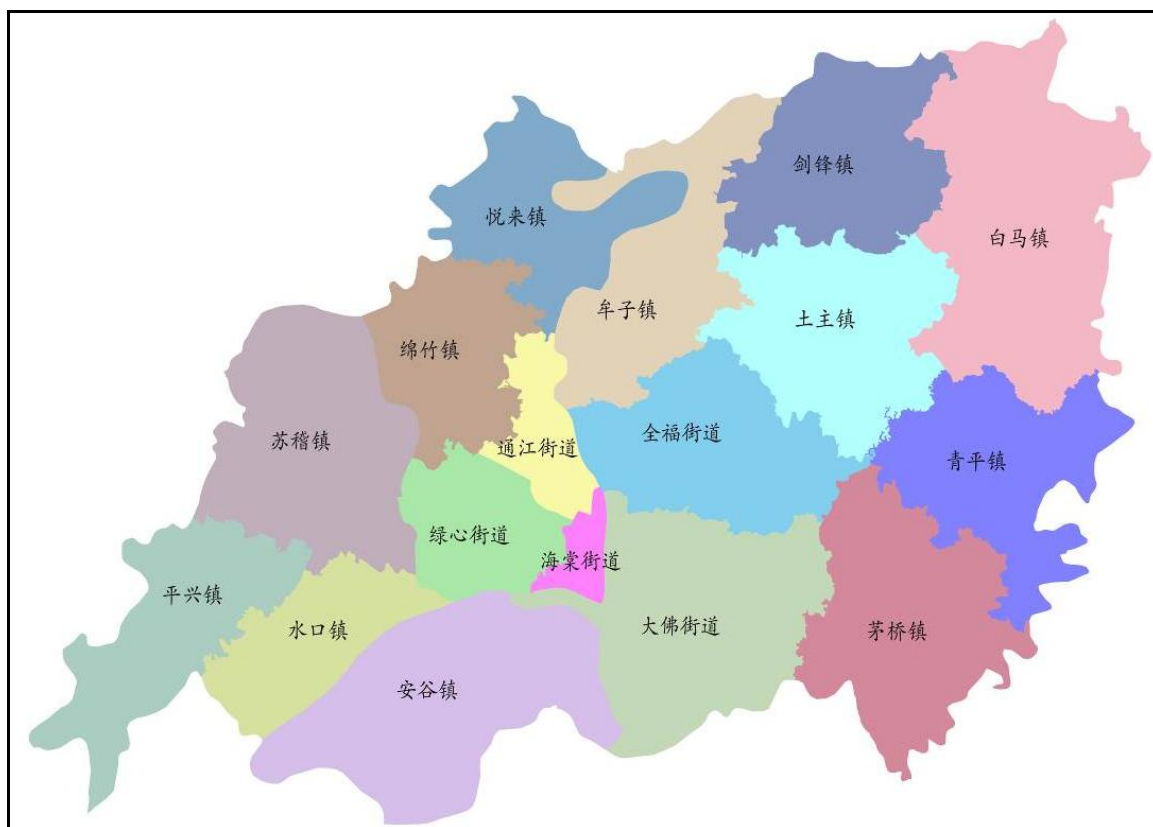 剑锋镇
悦来镇
白马镇
牟子镇
土主镇
绵竹镇
苏稽镇
通江街道
全福街道
青平镇
绿心街道
海棠街道
平兴镇
水口镇
大佛街道
茅桥镇
安谷镇